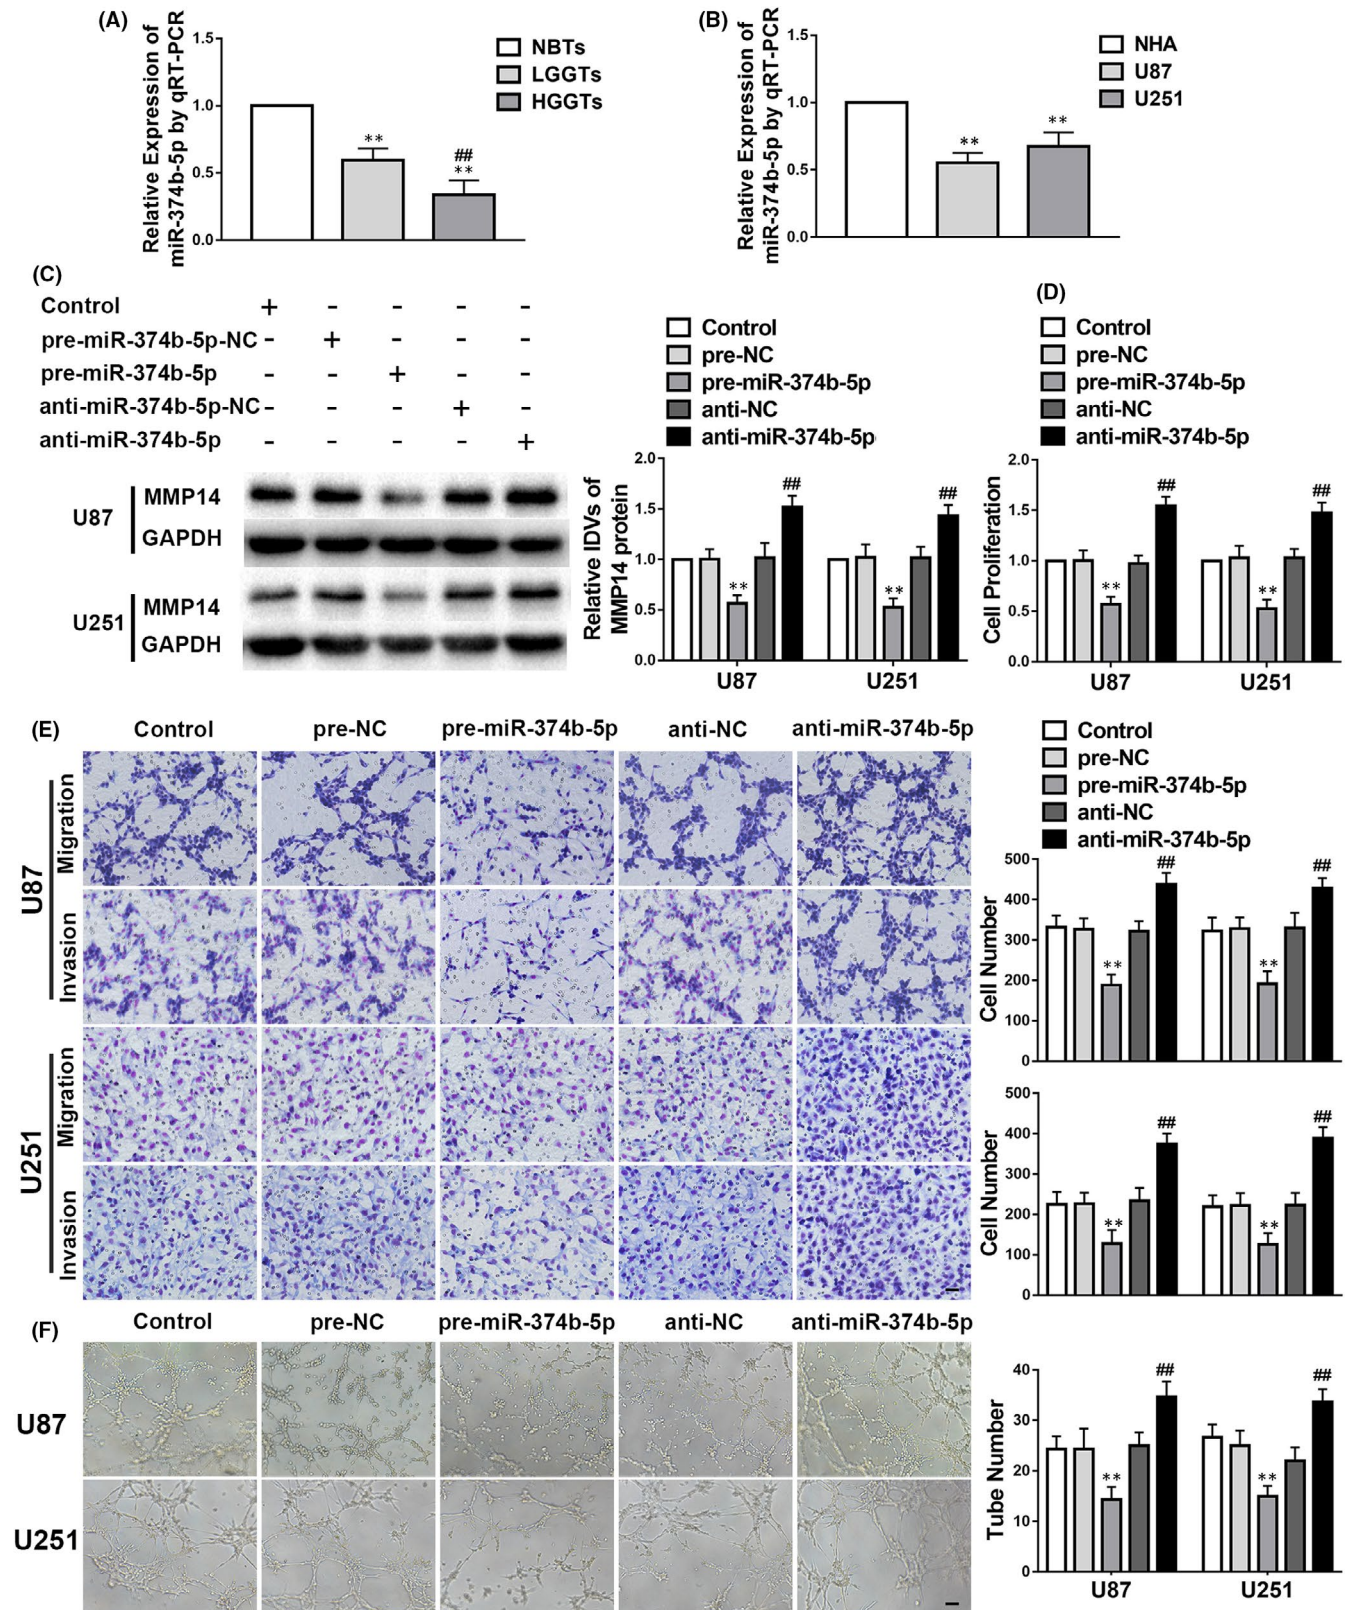 (A)
Relative Expression of
miR-374b-5p by qRT-PCR
1.5
1.0
0.5
0.0
**
##
**
NBTs
LGGTs
HGGTs
(B)
Relative Expression of
miR-374b-5p by qRT-PCR
1.5
1.0
0.5
0.0
**
**
NHA
U87
U251
(C)
Control + - - - -
pre-miR-374b-5p-NC - + - - -
pre-miR-374b-5p - - + - -
anti-miR-374b-5p-NC - - - + -
anti-miR-374b-5p - - - - +
U87
MMP14
GAPDH
U251
MMP14
GAPDH
Control
pre-NC
pre-miR-374b-5p
anti-NC
anti-miR-374b-5p
Relative IDVs of
MMP14 protein
2.0
1.5
1.0
0.5
0.0
**
##
**
##
U87 U251
(D)
Control
pre-NC
pre-miR-374b-5p
anti-NC
anti-miR-374b-5p
Cell Proliferation
2.0
1.5
1.0
0.5
0.0
**
##
**
##
U87 U251
(E)
Control pre-NC pre-miR-374b-5p anti-NC anti-miR-374b-5p
U87
Migration
Invasion
U251
Migration
Invasion
Control
pre-NC
pre-miR-374b-5p
anti-NC
anti-miR-374b-5p
Cell Number
500
400
300
200
100
0
**
##
**
##
Cell Number
500
400
300
200
100
0
**
##
**
##
(F)
Control pre-NC pre-miR-374b-5p anti-NC anti-miR-374b-5p
U87
U251
Tube Number
40
30
20
10
0
**
##
**
##
U87 U251